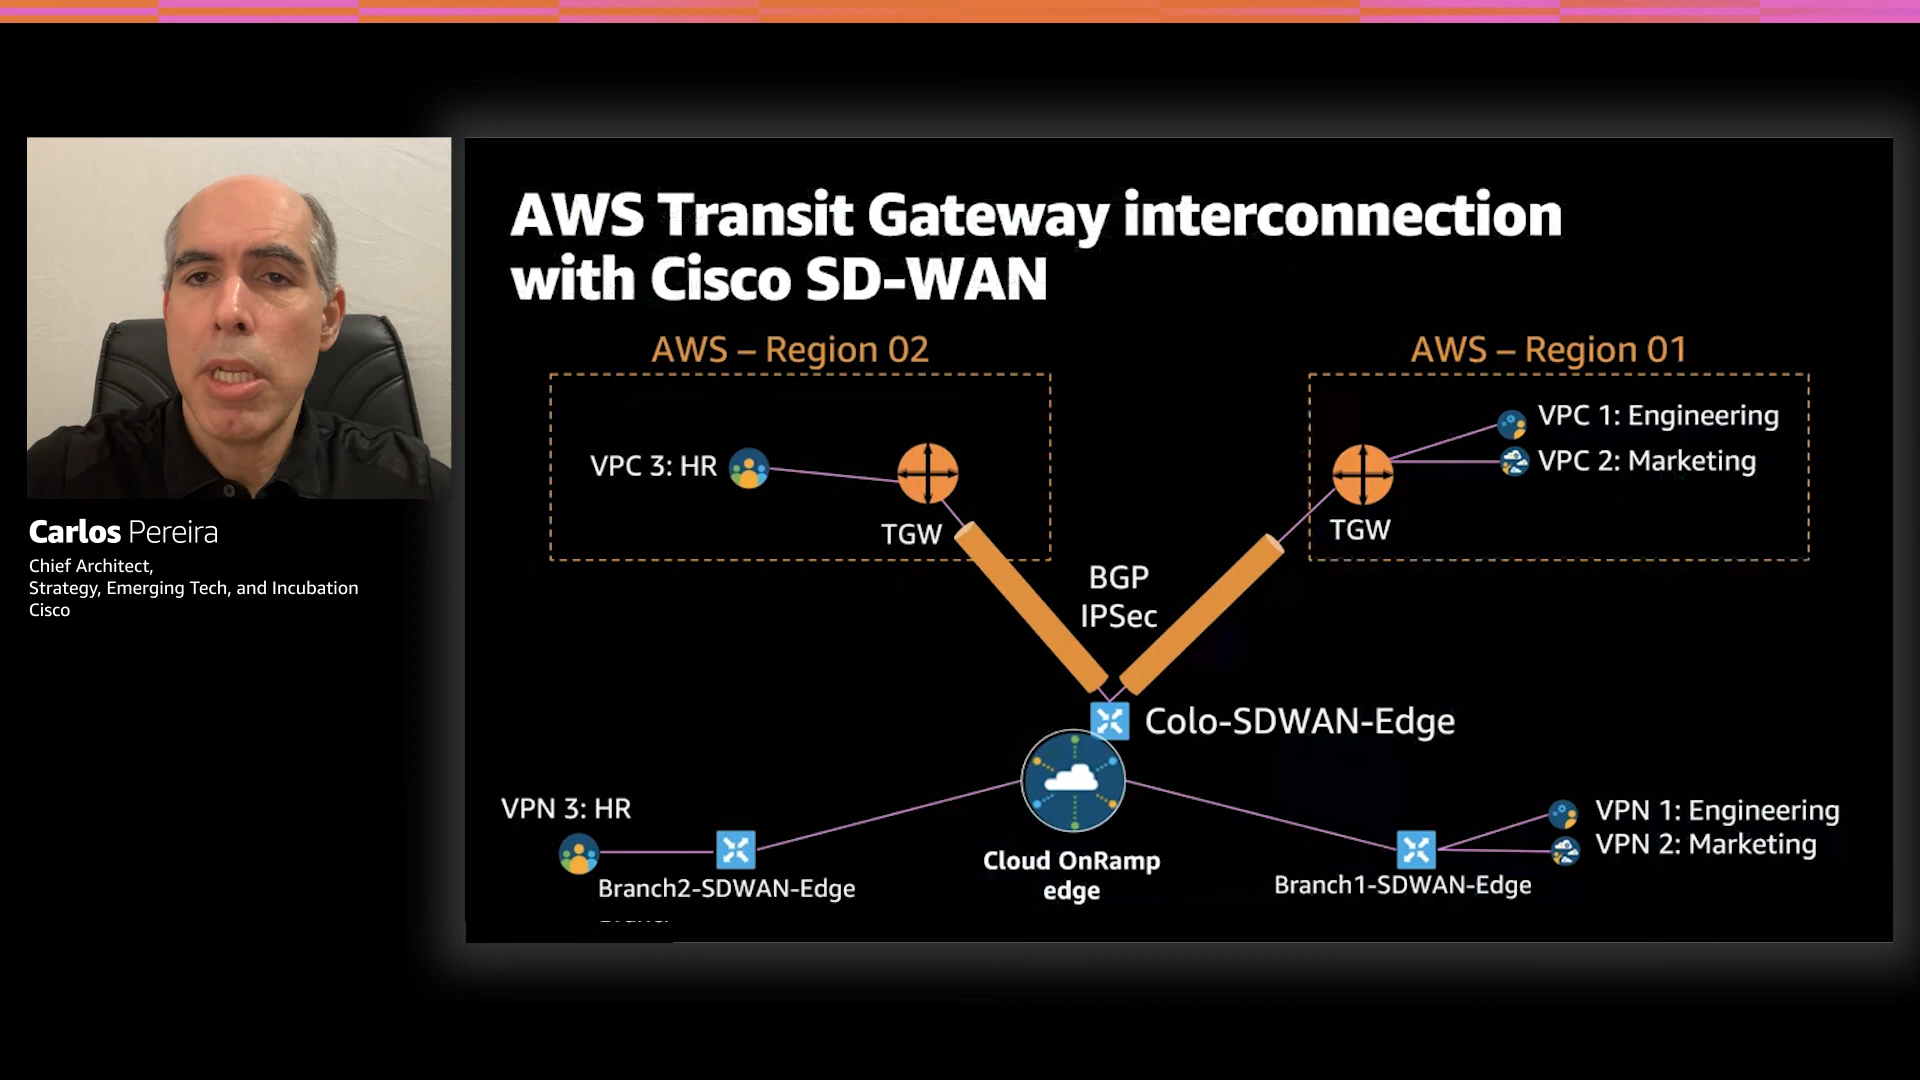 AWS Transit Gateway interconnection
with Cisco SD-WAN
AWS – Region 02
AWS – Region 01
VPC 3: HR
TGW
VPC 1: Engineering
VPC 2: Marketing
TGW
BGP
IPSec
Colo-SDWAN-Edge
Carlos Pereira
Chief Architect,
Strategy, Emerging Tech, and Incubation
Cisco
VPN 3: HR
Branch2-SDWAN-Edge
Cloud OnRamp
edge
VPN 1: Engineering
VPN 2: Marketing
Branch1-SDWAN-Edge